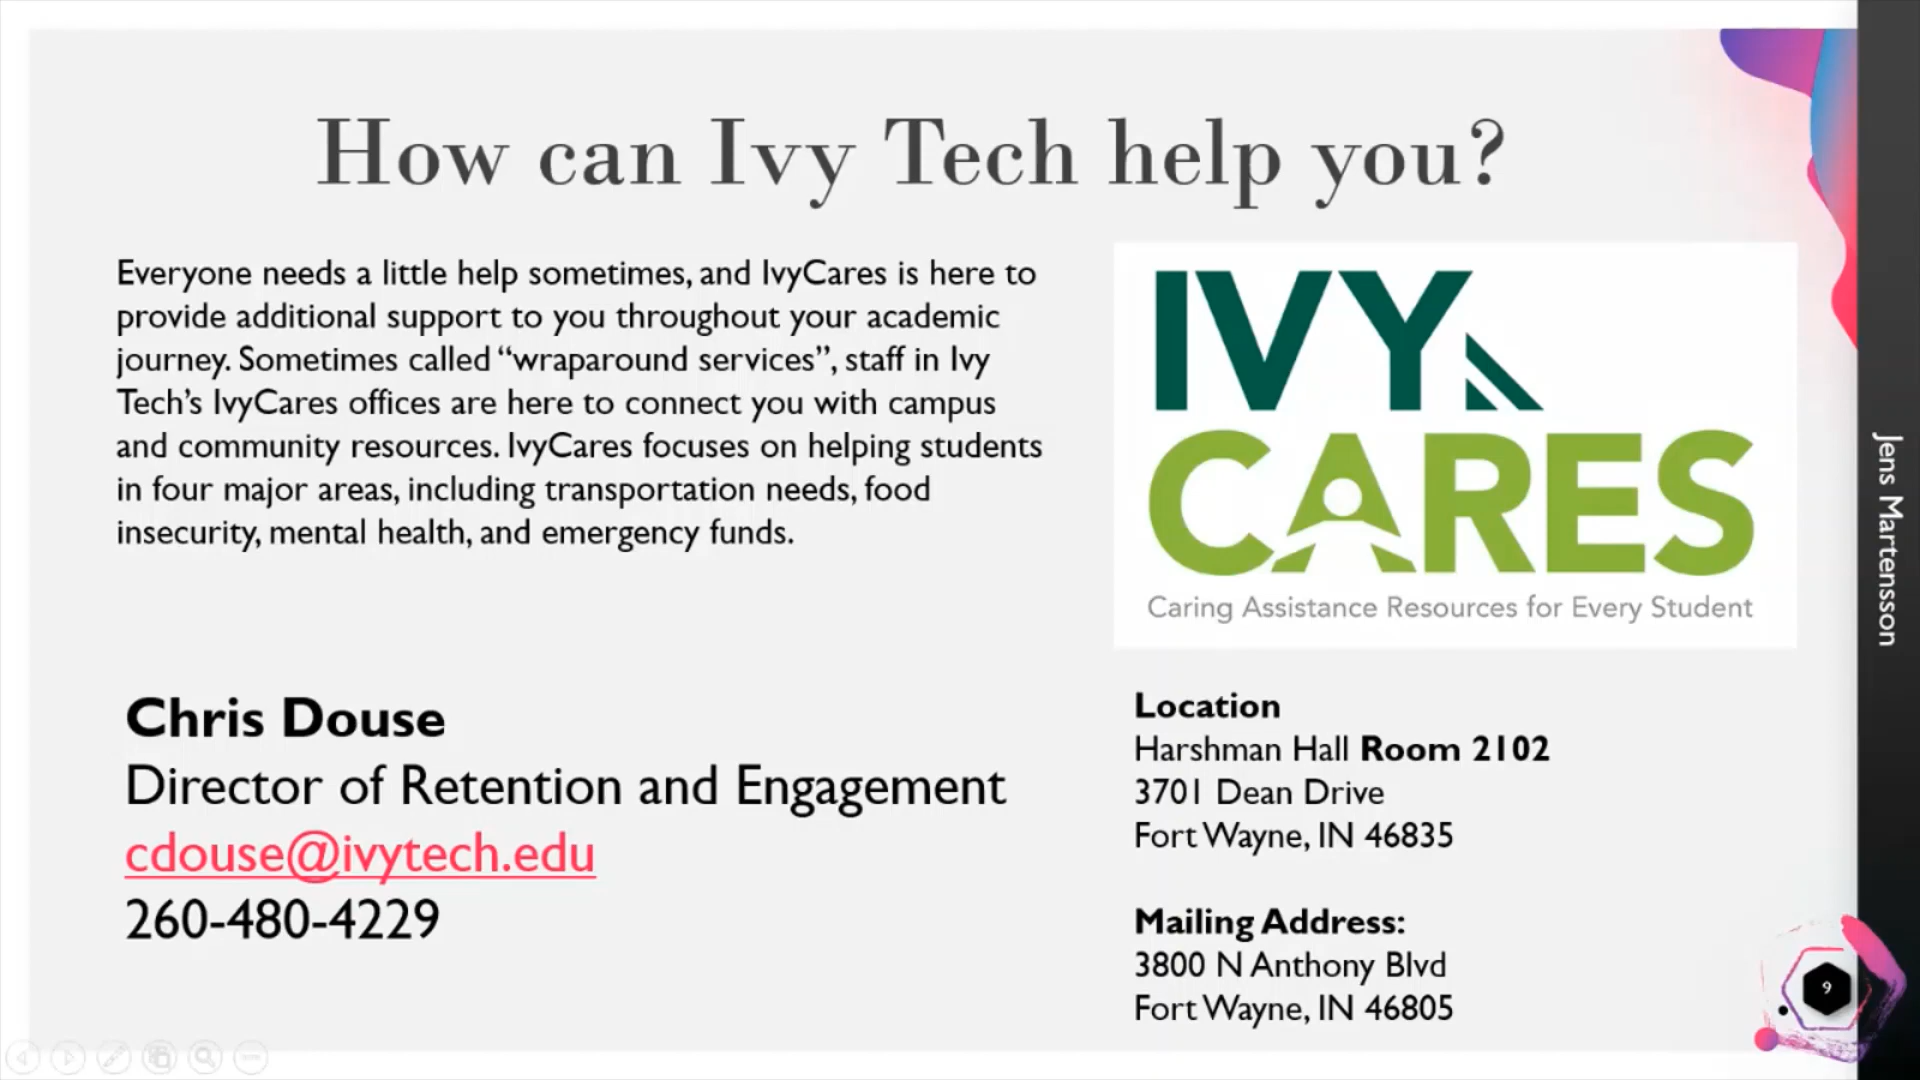 How can Ivy Tech help you?
Everyone needs a little help sometimes, and IvyCares is here to
provide additional support to you throughout your academic
journey. Sometimes called “wraparound services”, staff in Ivy
Tech’s IvyCares offices are here to connect you with campus
and community resources. IvyCares focuses on helping students
in four major areas, including transportation needs, food
insecurity, mental health, and emergency funds.
IVY
CARES
Caring Assistance Resources for Every Student
Chris Douse
Director of Retention and Engagement
cdouse@ivytech.edu
260-480-4229
Location
Harshman Hall Room 2102
3701 Dean Drive
Fort Wayne, IN 46835
Mailing Address:
3800 N Anthony Blvd
Fort Wayne, IN 46805
Jens Martensson
9